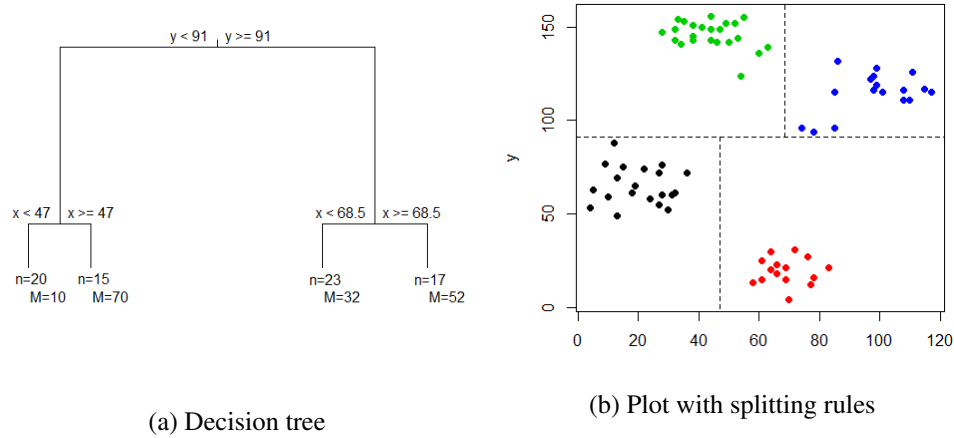 y < 91 y >= 91
x < 47 x >= 47
x < 68.5 x >= 68.5
n=20 n=15
M=10 M=70
n=23 n=17
M=32 M=52
(a) Decision tree
150
100
50
0
y
0 20 40 60 80 100 120
(b) Plot with splitting rules